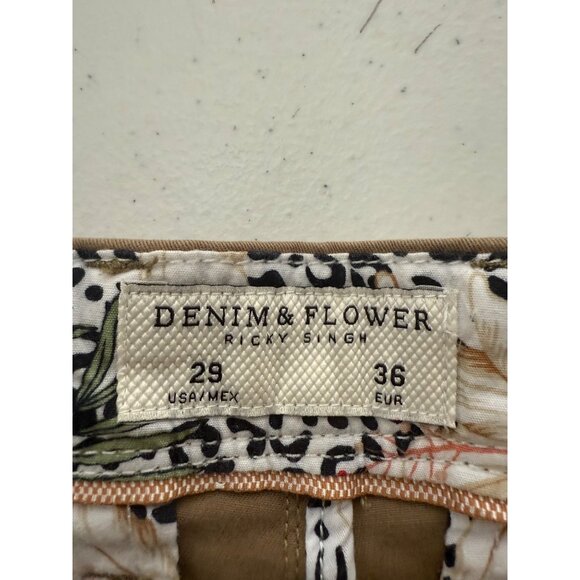 DENIM & FLOWER
RICKY SINGH
29 36
USA/MEX EUR